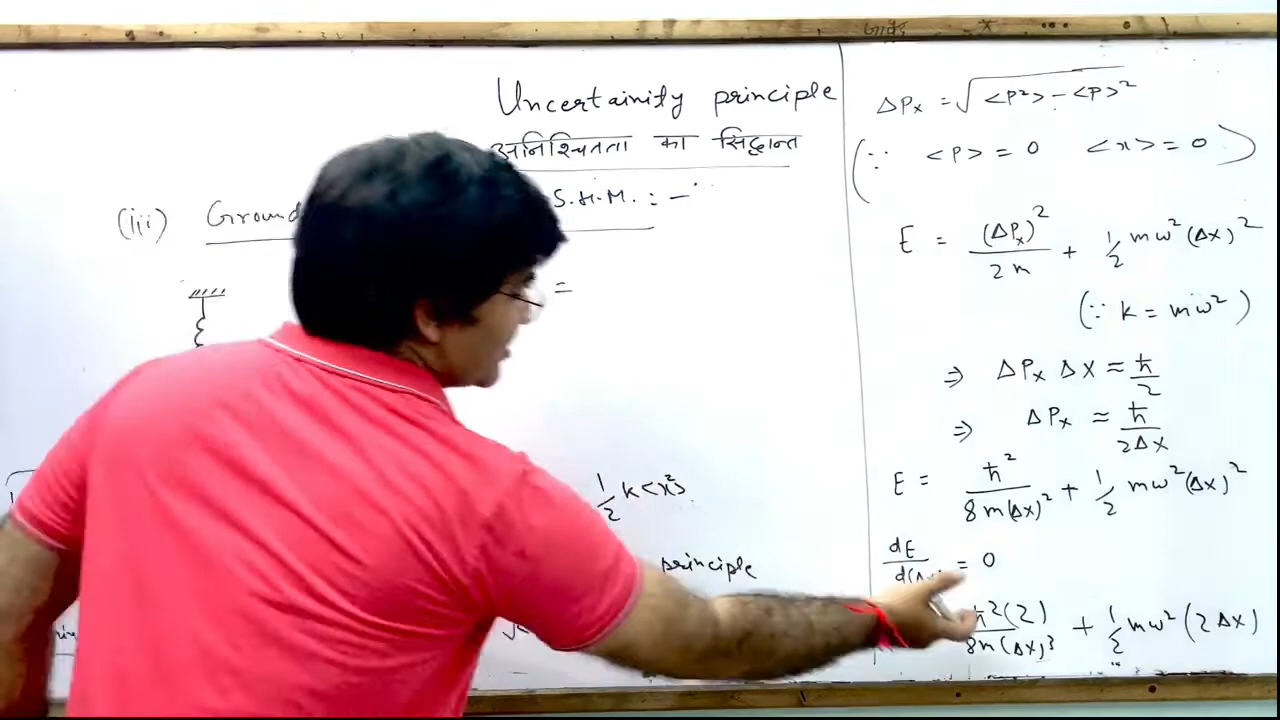 Uncertainity principle
अनिश्चितता का सिद्धान्त
(iii) Ground S.H.M. : –
=
1/2 k<x²>
principle
ΔPx = √(<P²> – <P>²)
(∵ <P> = 0 <x> = 0)
E = (ΔPx)²/2m + 1/2 mω²(Δx)²
(∵ k = mω²)
⇒ ΔPx Δx ≈ ħ/2
⇒ ΔPx ≈ ħ/2Δx
E = ħ²/8m(Δx)² + 1/2 mω²(Δx)²
dE/d(Δx) = 0
ħ²(2)/8m(Δx)³ + 1/2 mω²(2Δx)